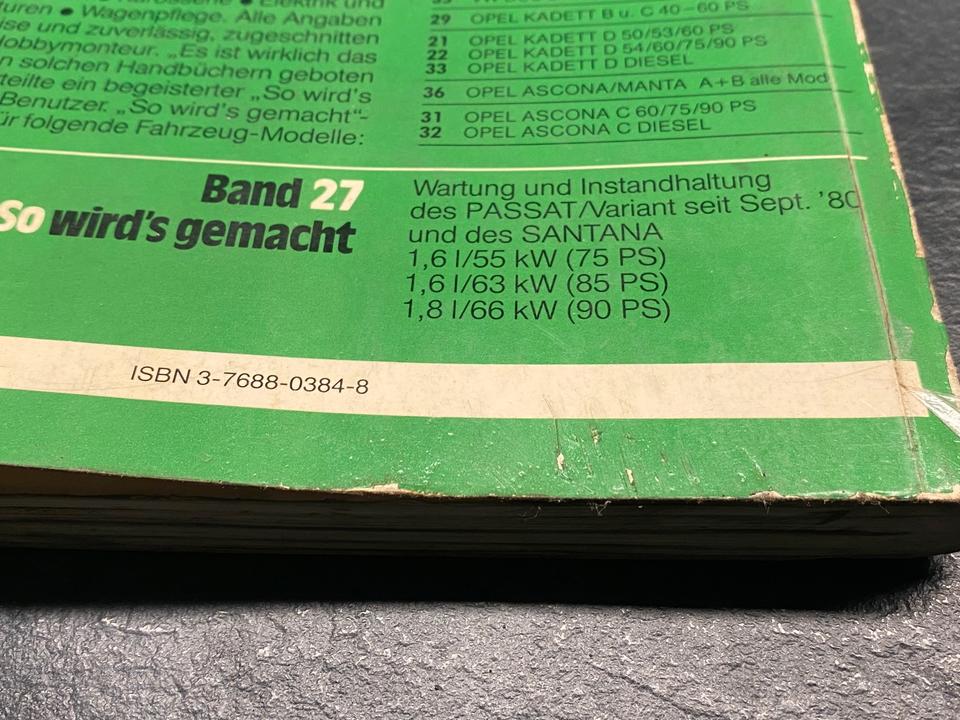 Elektrik und
• Wagenpflege. Alle Angaben
und zuverlässig, zugeschnitten
„Es ist wirklich das
solchen Handbüchern geboten
ein begeisterter „So wird's
Benutzer. „So wird's gemacht“-
für folgende Fahrzeug-Modelle:
29 OPEL KADETT B u. C 40–60 PS
21 OPEL KADETT D 50/53/60 PS
22 OPEL KADETT D 54/60/75/90 PS
33 OPEL KADETT D DIESEL
36 OPEL ASCONA/MANTA A+B alle Mod
31 OPEL ASCONA C 60/75/90 PS
32 OPEL ASCONA C DIESEL
Band 27
So wird's gemacht
Wartung und Instandhaltung
des PASSAT/Variant seit Sept. '80
und des SANTANA
1,6 l/55 kW (75 PS)
1,6 l/63 kW (85 PS)
1,8 l/66 kW (90 PS)
ISBN 3-7688-0384-8